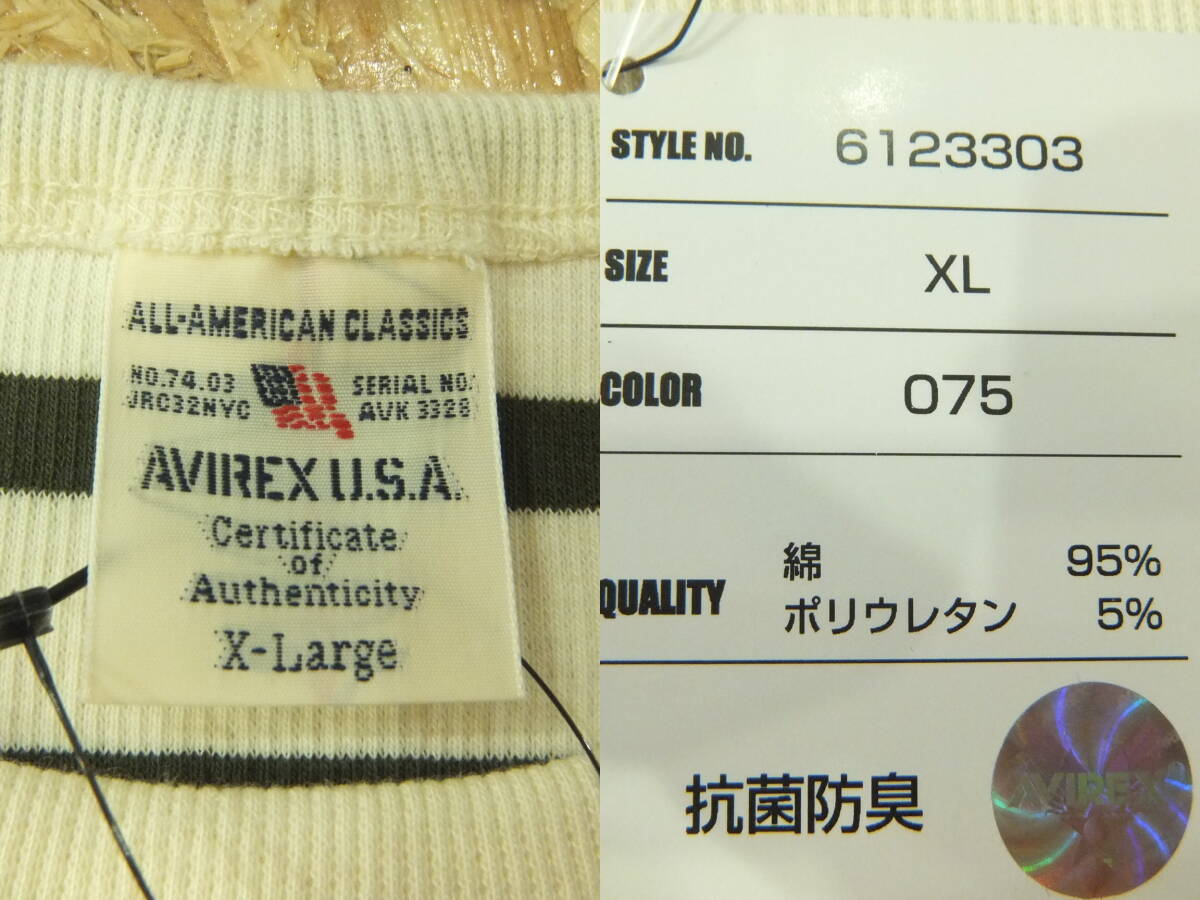 ALL-AMERICAN CLASSICS
NO.74.03
JRC32NYC
SERIAL NO.
AVK 3328
AVIREX U.S.A.
Certificate
of
Authenticity
X-Large
STYLE NO. 6123303
SIZE XL
COLOR 075
QUALITY 綿 95%
ポリウレタン 5%
抗菌防臭
AVIREX